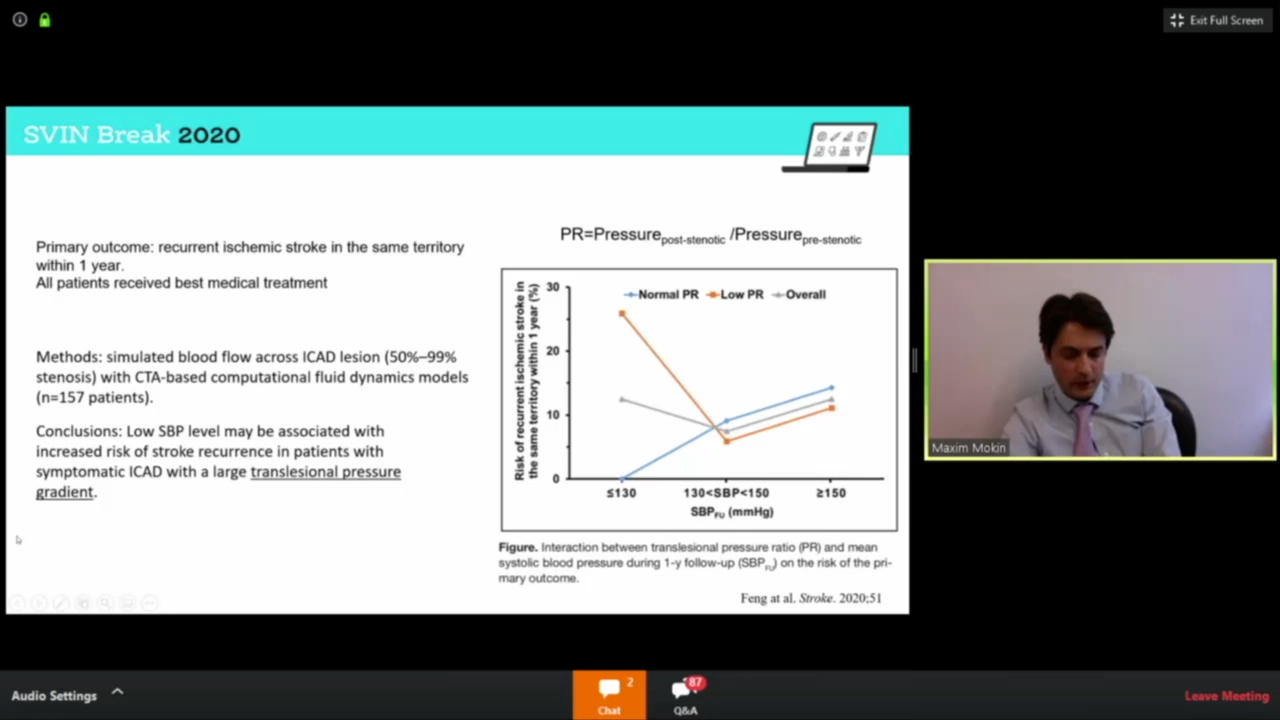 Exit Full Screen
SVIN Break 2020
Primary outcome: recurrent ischemic stroke in the same territory
within 1 year.
All patients received best medical treatment
Methods: simulated blood flow across ICAD lesion (50%–99%
stenosis) with CTA-based computational fluid dynamics models
(n=157 patients).
Conclusions: Low SBP level may be associated with
increased risk of stroke recurrence in patients with
symptomatic ICAD with a large translesional pressure
gradient.
PR=Pressurepost-stenotic /Pressurepre-stenotic
Risk of recurrent ischemic stroke in
the same territory within 1 year (%)
Normal PR Low PR Overall
30
20
10
0
≤130 130<SBP<150 ≥150
SBPFU (mmHg)
Figure. Interaction between translesional pressure ratio (PR) and mean
systolic blood pressure during 1-y follow-up (SBPFU) on the risk of the pri-
mary outcome.
Feng at al. Stroke. 2020;51
Maxim Mokin
Audio Settings
2
Chat
87
Q&A
Leave Meeting